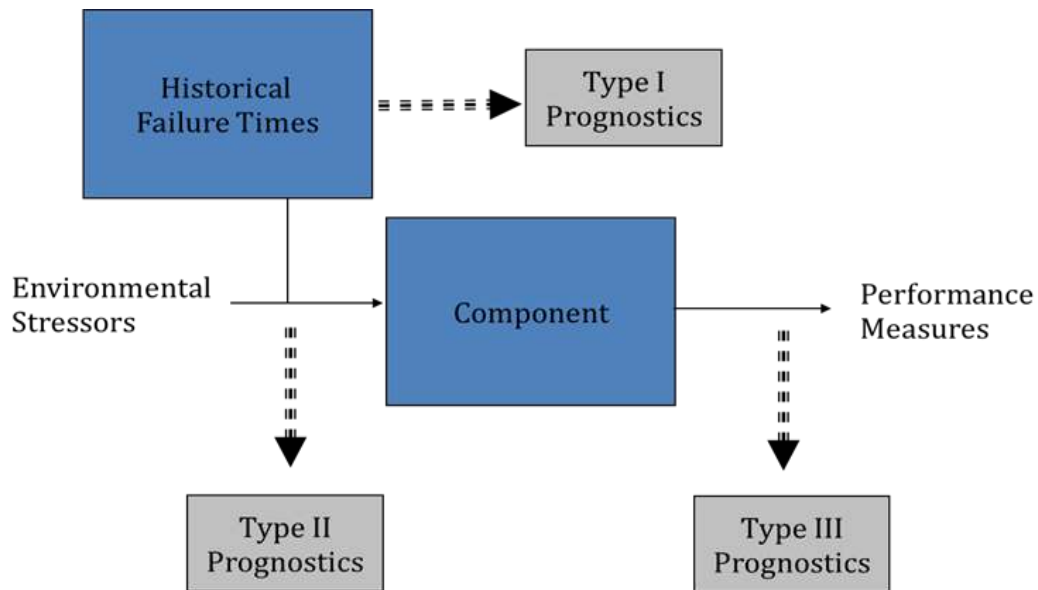 Historical
Failure Times
Type I
Prognostics
Environmental
Stressors
Component
Performance
Measures
Type II
Prognostics
Type III
Prognostics